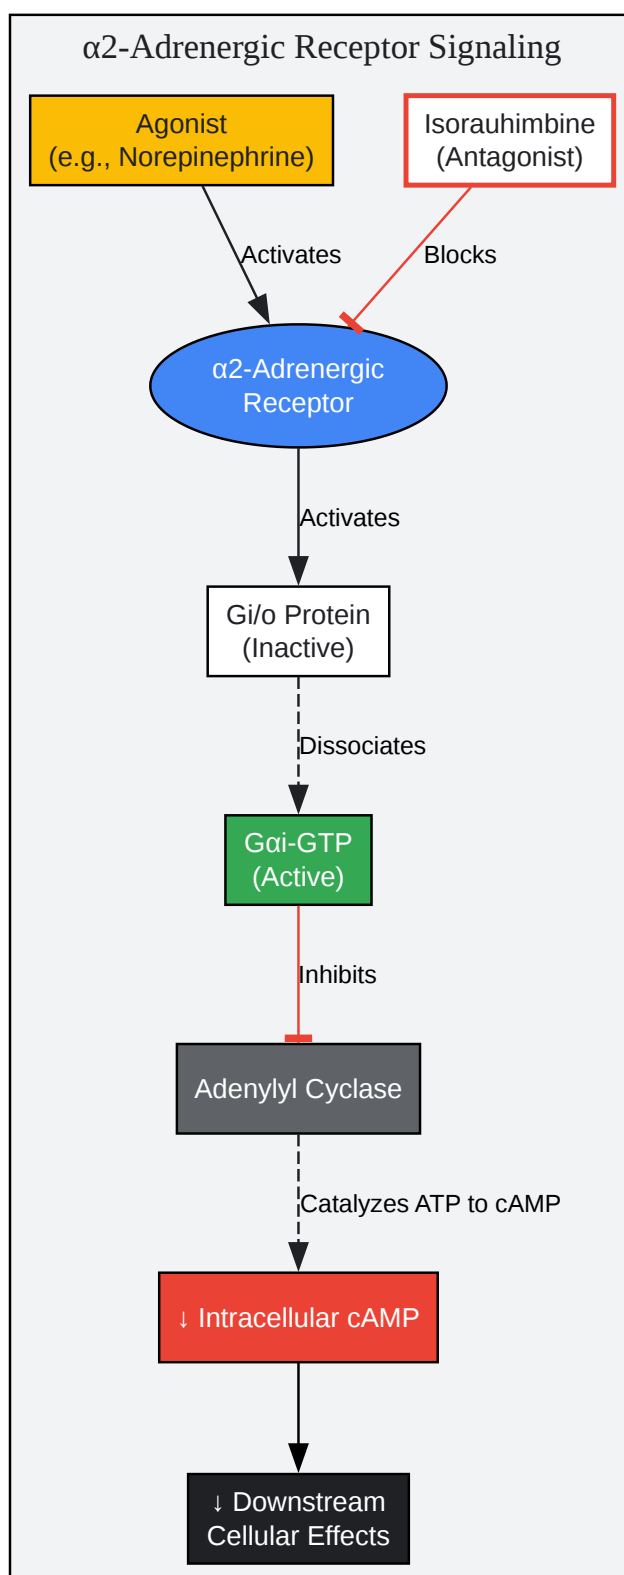 α2-Adrenergic Receptor Signaling
Agonist
(e.g., Norepinephrine)
Isorauhimbine
(Antagonist)
Activates
Blocks
α2-Adrenergic
Receptor
Activates
Gi/o Protein
(Inactive)
Dissociates
Gαi-GTP
(Active)
Inhibits
Adenylyl Cyclase
Catalyzes ATP to cAMP
↓ Intracellular cAMP
↓ Downstream
Cellular Effects